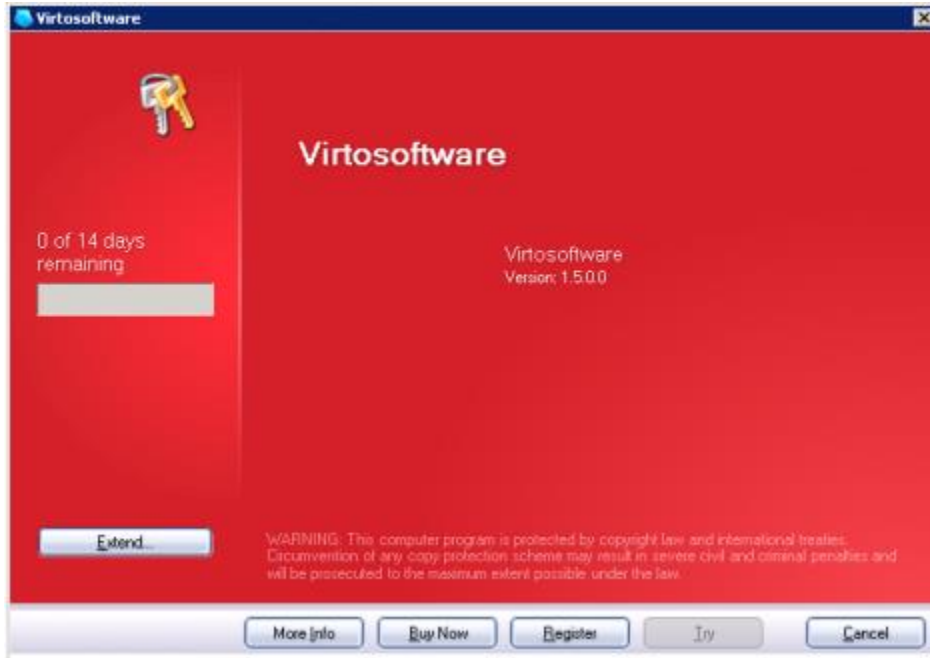 Virtosoftware
Virtosoftware
0 of 14 days
remaining
Virtosoftware
Version: 1.5.0.0
Extend...
WARNING: This computer program is protected by copyright law and international treaties.
Circumvention of any copy protection scheme may result in severe civil and criminal penalties and
will be prosecuted to the maximum extent possible under the law.
More Info
Buy Now
Register
Try
Cancel